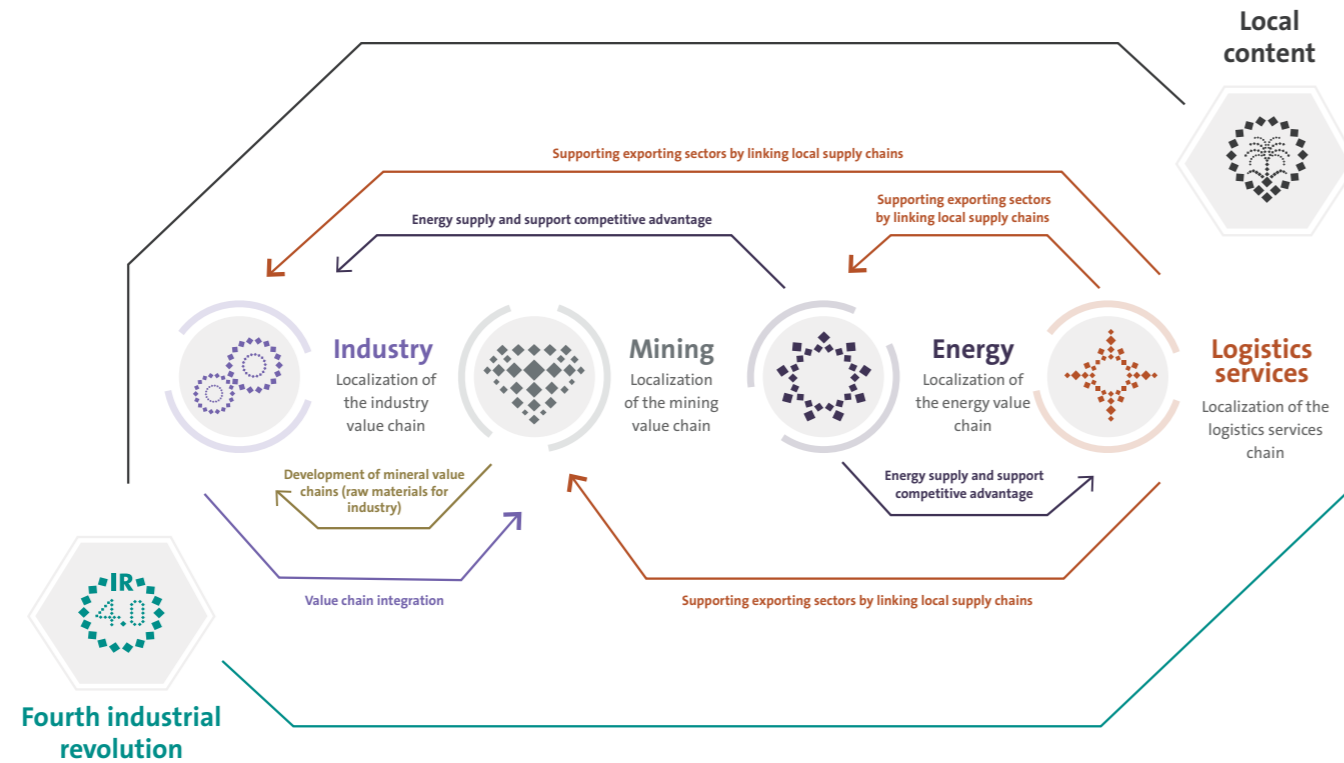 Local
content
Supporting exporting sectors by linking local supply chains
Supporting exporting sectors
by linking local supply chains
Energy supply and support competitive advantage
Industry
Localization of
the industry
value chain
Mining
Localization
of the mining
value chain
Energy
Localization of
the energy value
chain
Logistics
services
Localization of the
logistics services
chain
Development of mineral value
chains (raw materials for
industry)
Energy supply and support
competitive advantage
Value chain integration
Supporting exporting sectors by linking local supply chains
IR
4.0
Fourth industrial
revolution